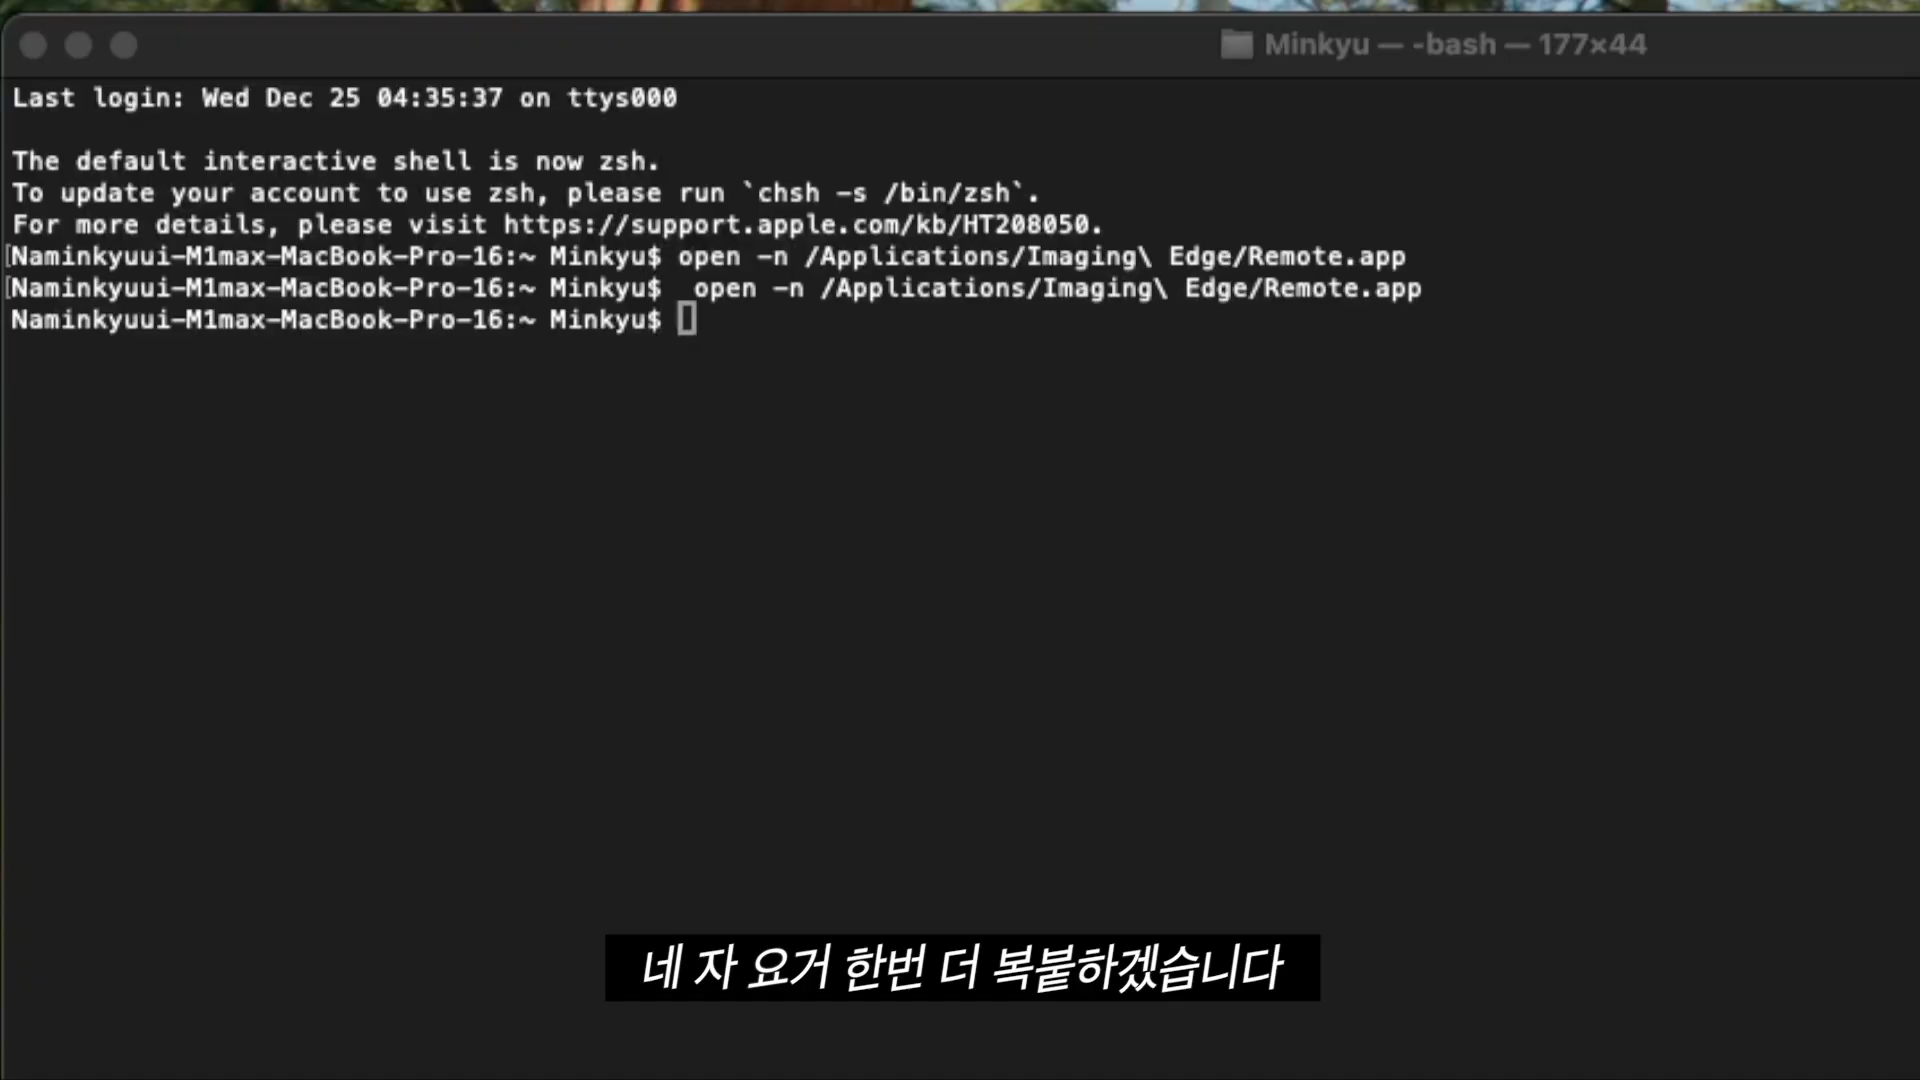 Minkyu — -bash — 177×44
Last login: Wed Dec 25 04:35:37 on ttys000
The default interactive shell is now zsh.
To update your account to use zsh, please run `chsh -s /bin/zsh`.
For more details, please visit https://support.apple.com/kb/HT208050.
[Naminkyuui-M1max-MacBook-Pro-16:~ Minkyu$ open -n /Applications/Imaging\ Edge/Remote.app
[Naminkyuui-M1max-MacBook-Pro-16:~ Minkyu$  open -n /Applications/Imaging\ Edge/Remote.app
Naminkyuui-M1max-MacBook-Pro-16:~ Minkyu$
네 자 요거 한번 더 복붙하겠습니다